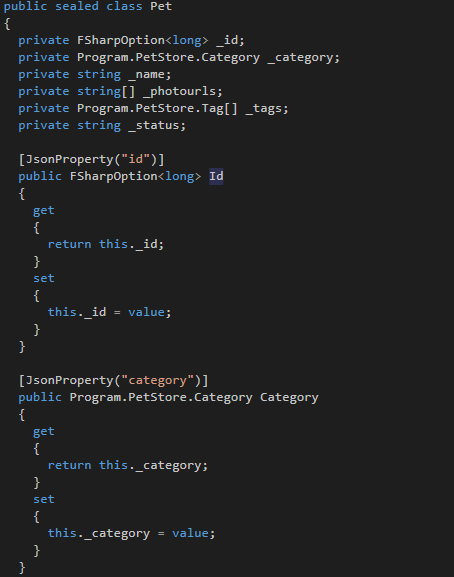 public sealed class Pet
{
  private FSharpOption<long> _id;
  private Program.PetStore.Category _category;
  private string _name;
  private string[] _photourls;
  private Program.PetStore.Tag[] _tags;
  private string _status;

  [JsonProperty("id")]
  public FSharpOption<long> Id
  {
    get
    {
      return this._id;
    }
    set
    {
      this._id = value;
    }
  }

  [JsonProperty("category")]
  public Program.PetStore.Category Category
  {
    get
    {
      return this._category;
    }
    set
    {
      this._category = value;
    }
  }